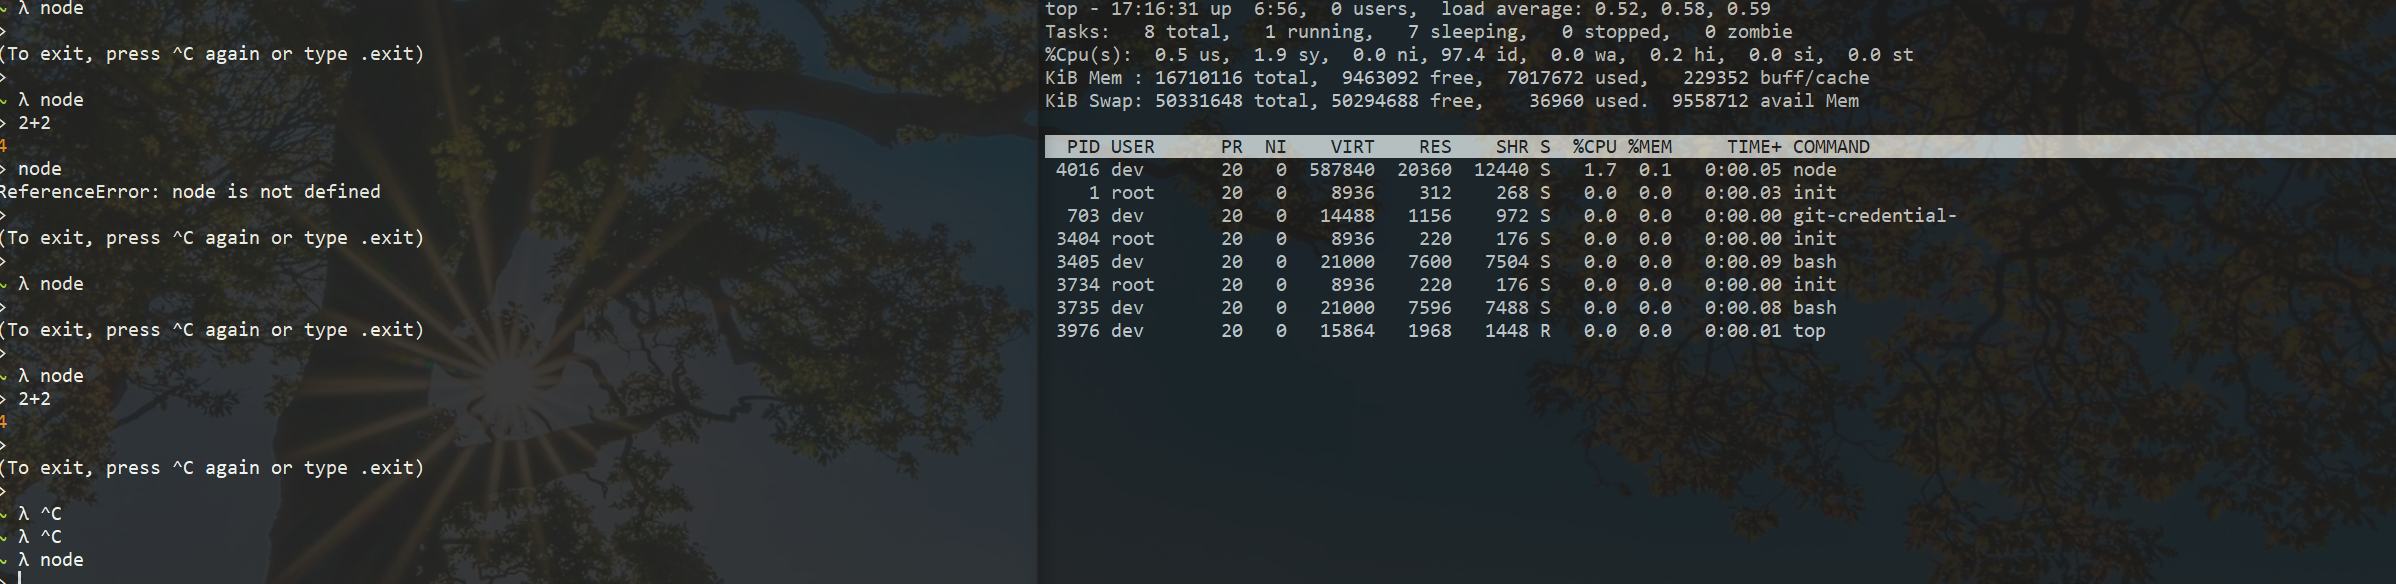 ~ λ node
>
(To exit, press ^C again or type .exit)
>
~ λ node
> 2+2
4
> node
ReferenceError: node is not defined
>
(To exit, press ^C again or type .exit)
>
~ λ node
>
(To exit, press ^C again or type .exit)
>
~ λ node
> 2+2
4
>
(To exit, press ^C again or type .exit)
>
~ λ ^C
~ λ ^C
~ λ node
>
top - 17:16:31 up  6:56,  0 users,  load average: 0.52, 0.58, 0.59
Tasks:   8 total,   1 running,   7 sleeping,   0 stopped,   0 zombie
%Cpu(s):  0.5 us,  1.9 sy,  0.0 ni, 97.4 id,  0.0 wa,  0.2 hi,  0.0 si,  0.0 st
KiB Mem : 16710116 total,  9463092 free,  7017672 used,   229352 buff/cache
KiB Swap: 50331648 total, 50294688 free,    36960 used.  9558712 avail Mem
PID USER      PR  NI    VIRT    RES    SHR S  %CPU %MEM     TIME+ COMMAND
4016 dev       20   0  587840  20360  12440 S   1.7  0.1   0:00.05 node
1 root      20   0    8936    312    268 S   0.0  0.0   0:00.03 init
703 dev       20   0   14488   1156    972 S   0.0  0.0   0:00.00 git-credential-
3404 root      20   0    8936    220    176 S   0.0  0.0   0:00.00 init
3405 dev       20   0   21000   7600   7504 S   0.0  0.0   0:00.09 bash
3734 root      20   0    8936    220    176 S   0.0  0.0   0:00.00 init
3735 dev       20   0   21000   7596   7488 S   0.0  0.0   0:00.08 bash
3976 dev       20   0   15864   1968   1448 R   0.0  0.0   0:00.01 top